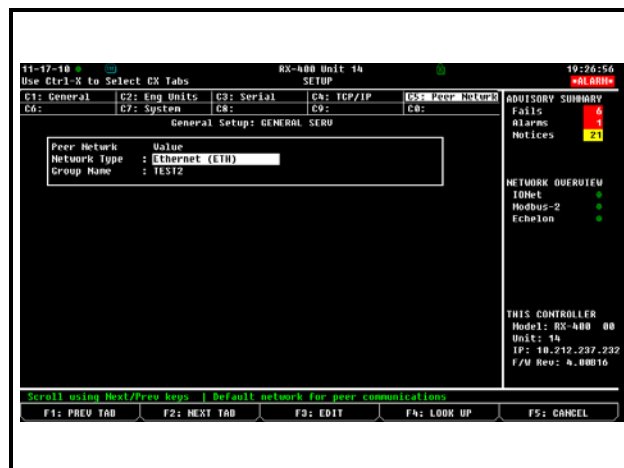 11-17-10 RX-400 Unit 14 19:26:56
Use Ctrl-X to Select CX Tabs SETUP *ALARM*
C1: General C2: Eng Units C3: Serial C4: TCP/IP C5: Peer Network
C6: C7: System C8: C9: C0:
General Setup: GENERAL SERV
ADVISORY SUMMARY
Fails 6
Alarms 1
Notices 21
Peer Network Value
Network Type : Ethernet (ETH)
Group Name : TEST2
NETWORK OVERVIEW
IONet
Modbus-2
Echelon
THIS CONTROLLER
Model: RX-400 00
Unit: 14
IP: 10.212.237.232
F/W Rev: 4.00B16
Scroll using Next/Prev keys | Default network for peer communications
F1: PREV TAB F2: NEXT TAB F3: EDIT F4: LOOK UP F5: CANCEL